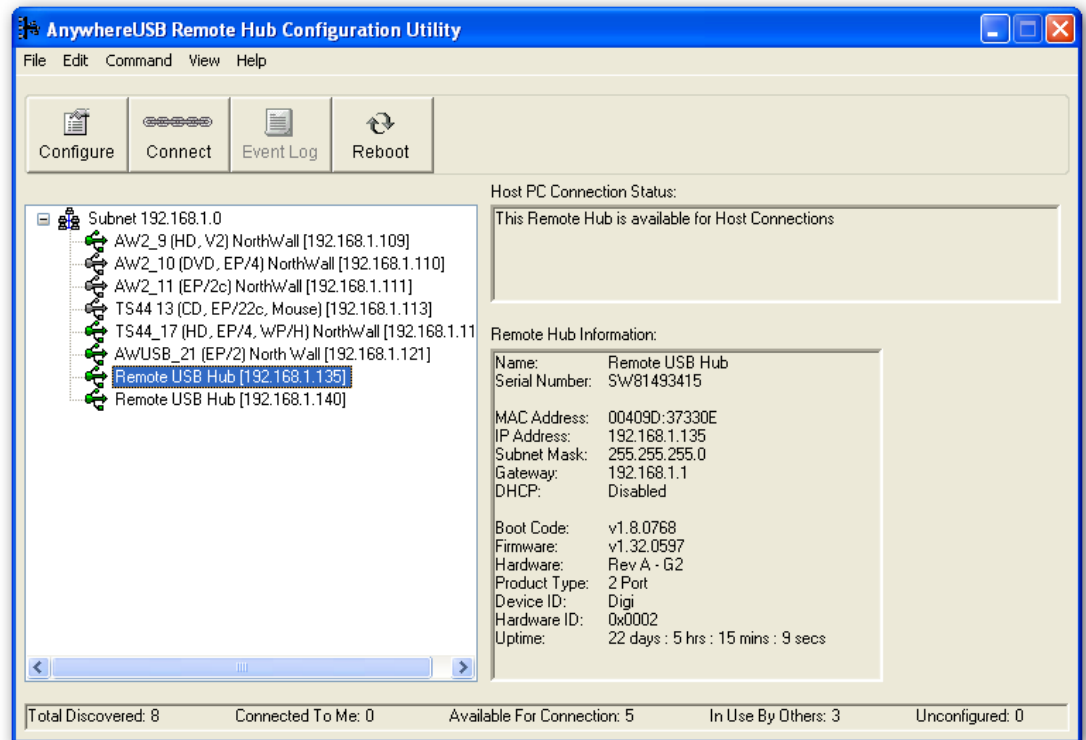 AnywhereUSB Remote Hub Configuration Utility
File Edit Command View Help
Configure Connect Event Log Reboot
Subnet 192.168.1.0
AW2_9 (HD, V2) NorthWall [192.168.1.109]
AW2_10 (DVD, EP/4) NorthWall [192.168.1.110]
AW2_11 (EP/2c) NorthWall [192.168.1.111]
TS44 13 (CD, EP/22c, Mouse) [192.168.1.113]
TS44_17 (HD, EP/4, WP/H) NorthWall [192.168.1.11
AWUSB_21 (EP/2) North Wall [192.168.1.121]
Remote USB Hub [192.168.1.135]
Remote USB Hub [192.168.1.140]
Host PC Connection Status:
This Remote Hub is available for Host Connections
Remote Hub Information:
Name: Remote USB Hub
Serial Number: SW81493415
MAC Address: 00409D:37330E
IP Address: 192.168.1.135
Subnet Mask: 255.255.255.0
Gateway: 192.168.1.1
DHCP: Disabled
Boot Code: v1.8.0768
Firmware: v1.32.0597
Hardware: Rev A - G2
Product Type: 2 Port
Device ID: Digi
Hardware ID: 0x0002
Uptime: 22 days : 5 hrs : 15 mins : 9 secs
Total Discovered: 8 Connected To Me: 0 Available For Connection: 5 In Use By Others: 3 Unconfigured: 0